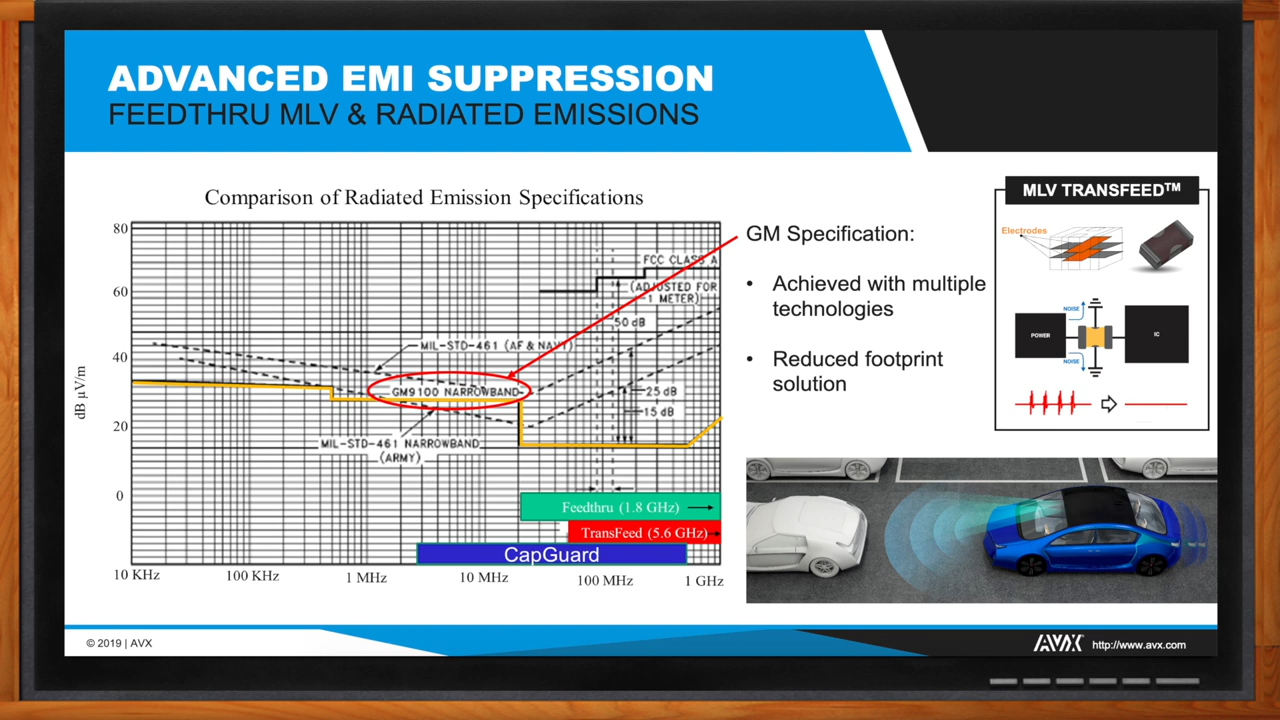 ADVANCED EMI SUPPRESSION
FEEDTHRU MLV & RADIATED EMISSIONS
Comparison of Radiated Emission Specifications
80
60
40
20
0
dB µV/m
10 KHz
100 KHz
1 MHz
10 MHz
100 MHz
1 GHz
FCC CLASS A
(ADJUSTED FOR
1 METER)
50 dB
MIL-STD-461 (AF & NAVY)
GM9100 NARROWBAND
25 dB
15 dB
MIL-STD-461 NARROWBAND
(ARMY)
Feedthru (1.8 GHz)
TransFeed (5.6 GHz)
CapGuard
GM Specification:
• Achieved with multiple
technologies
• Reduced footprint
solution
MLV TRANSFEED™
Electrodes
NOISE
POWER
IC
NOISE
© 2019 | AVX
AVX
http://www.avx.com